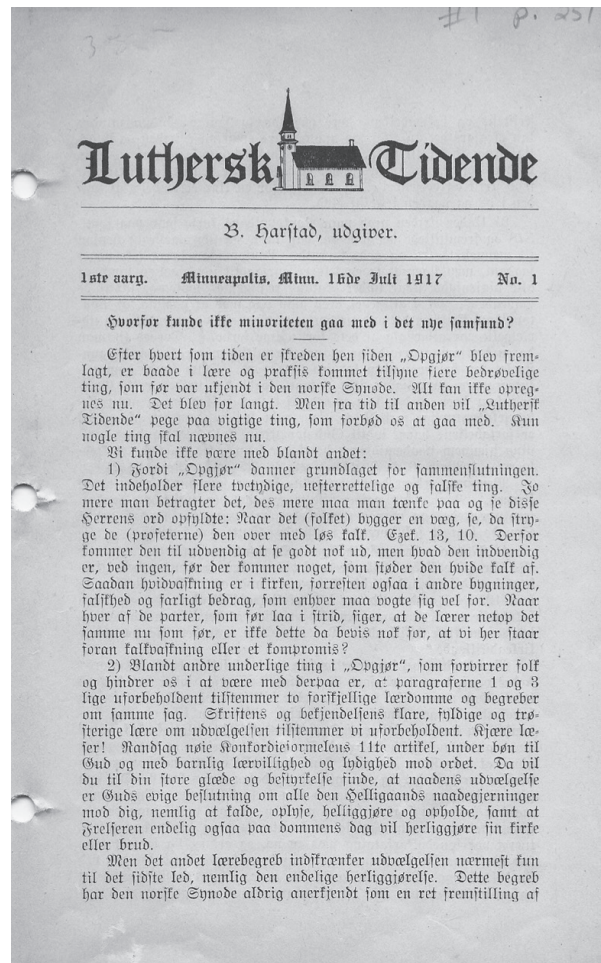 #1 p. 251
3
Luthersk Tidende
B. Harstad, udgiver.
1ste aarg. Minneapolis, Minn. 16de Juli 1917 No. 1
Hvorfor kunde ikke minoriteten gaa med i det nye samfund?
Efter hvert som tiden er skreden hen siden „Opgjør“ blev frem-
lagt, er baade i lære og praksis kommet tilsyne flere bedrøvelige
ting, som før var ukjendt i den norske Synode. Alt kan ikke opreg-
nes nu. Det blev for langt. Men fra tid til anden vil „Luthersk
Tidende“ pege paa vigtige ting, som forbød os at gaa med. Kun
nogle ting skal nævnes nu.
Vi kunde ikke være med blandt andet:
1) Fordi „Opgjør“ danner grundlaget for sammenslutningen.
Det indeholder flere tvetydige, uefterrettelige og falske ting. Jo
mere man betragter det, des mere maa man tænke paa og se disse
Herrens ord opfyldte: Naar det (folket) bygger en væg, se, da stry-
ge de (profeterne) den over med løs kalk. Ezek. 13, 10. Derfor
kommer den til udvendig at se godt nok ud, men hvad den indvendig
er, ved ingen, før der kommer noget, som støder den hvide kalk af.
Saadan hvidvaskning er i kirken, forresten ogsaa i andre bygninger,
falskhed og farligt bedrag, som enhver maa vogte sig vel for. Naar
hver af de parter, som før laa i strid, siger, at de lærer netop det
samme nu som før, er ikke dette da bevis nok for, at vi her staar
foran kalkvaskning eller et kompromis?
2) Blandt andre underlige ting i „Opgjør“, som forvirrer folk
og hindrer os i at være med derpaa er, at paragraferne 1 og 3
lige uforbeholdent tilstemmer to forskjellige lærdomme og begreber
om samme sag. Skriftens og bekjendelsens klare, fyldige og trø-
sterige lære om udvælgelsen tilstemmer vi uforbeholdent. Kjære læ-
ser! Randsag nøie Konkordieformelens 11te artikel, under bøn til
Gud og med barnlig lærvillighed og lydighed mod ordet. Da vil
du til din store glæde og bestyrkelse finde, at naadens udvælgelse
er Guds evige beslutning om alle den Helligaands naadegjerninger
mod dig, nemlig at kalde, oplyse, helliggjøre og opholde, samt at
Frelseren endelig ogsaa paa dommens dag vil herliggjøre sin kirke
eller brud.
Men det andet lærebegreb indskrænker udvælgelsen nærmest kun
til det sidste led, nemlig den endelige herliggjørelse. Dette begreb
har den norske Synode aldrig anerkjendt som en ret fremstilling af